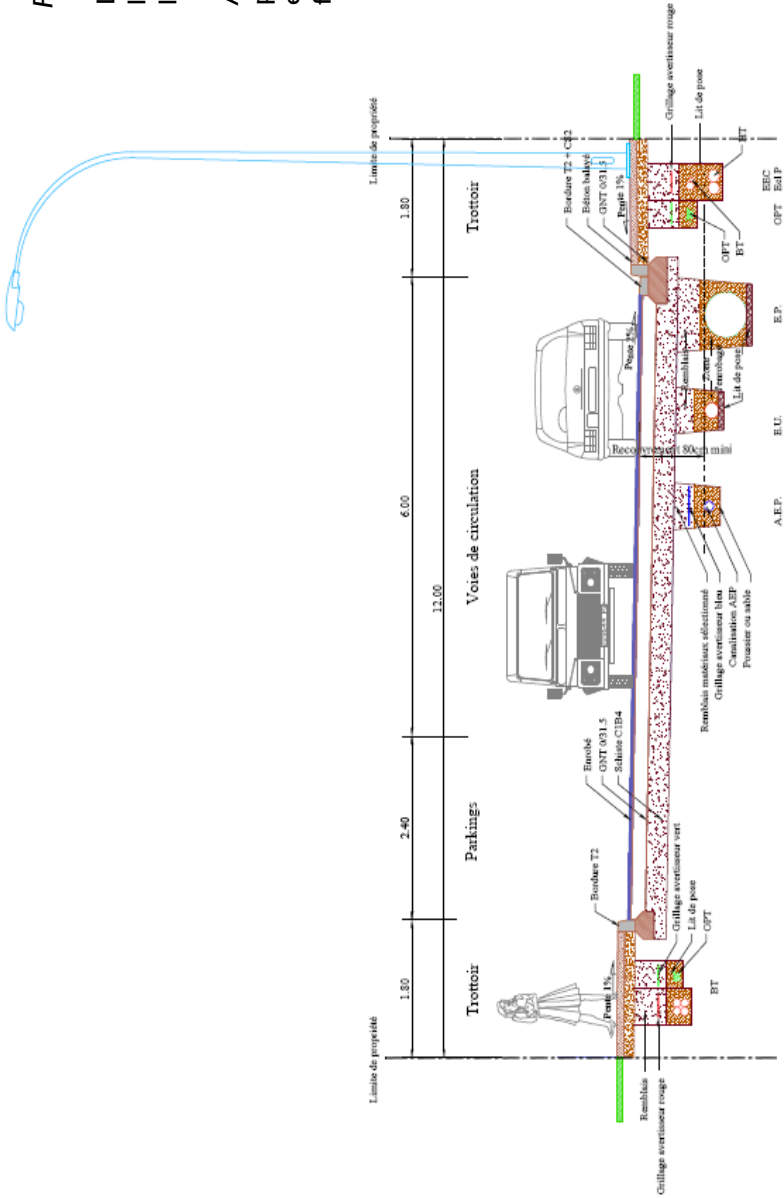 Limite de propriété
Limite de propriété
1.80
2.40
6.00
1.80
12.00
Trottoir
Parkings
Voies de circulation
Trottoir
Pente 1%
Bordure T2
Enrobé
GNT 0/31.5
Schiste C1B4
Pente 2%
Bordure T2 + CS2
Béton balayé
GNT 0/31.5
Pente 1%
Recouvrement 80cm mini
Remblais
Grillage avertisseur rouge
Grillage avertisseur vert
Lit de pose
OPT
BT
Remblais matériaux sélectionné
Grillage avertisseur bleu
Canalisation AEP
Poussier ou sable
Remblais
Zone
d'enrobage
Lit de pose
OPT
BT
Grillage avertisseur rouge
Lit de pose
HT
A.E.P.
E.U.
E.P.
OPT
EEC
Ecl P